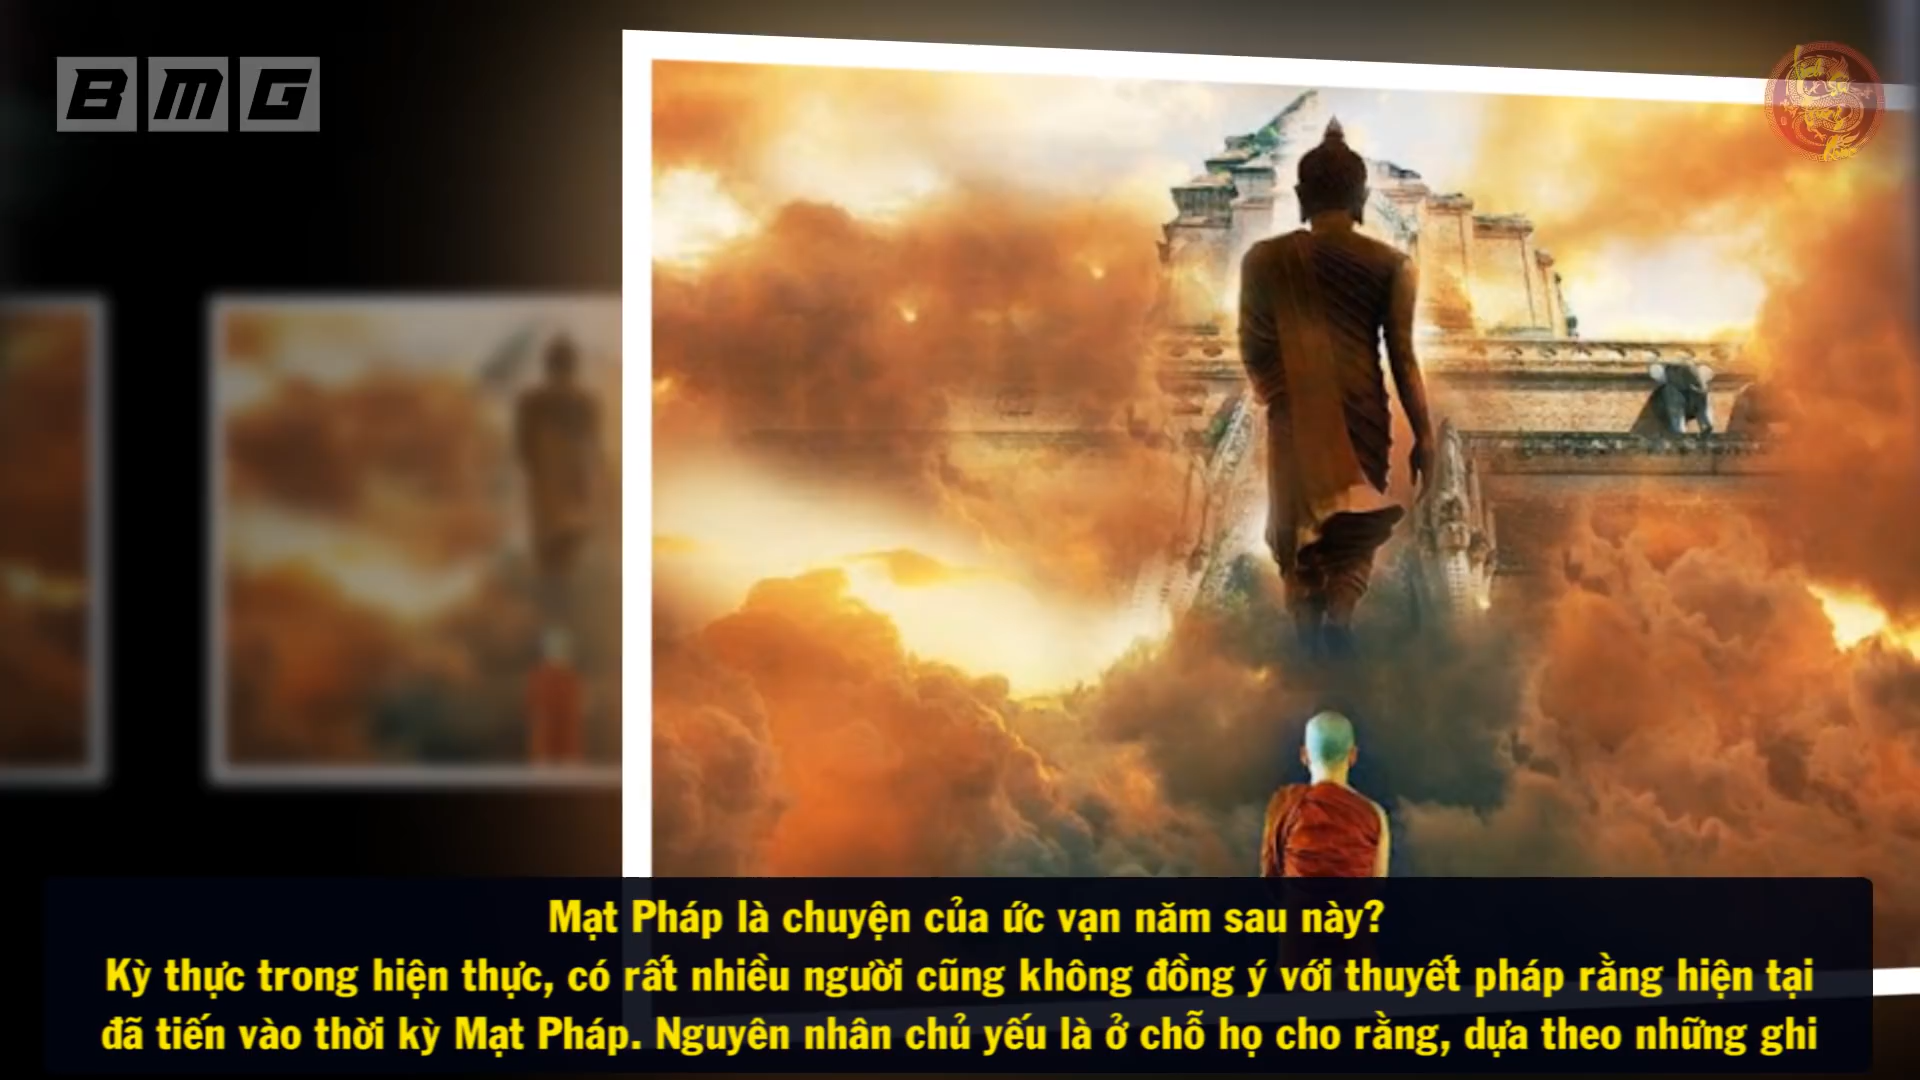 BMG
Mạt Pháp là chuyện của ức vạn năm sau này?
Kỳ thực trong hiện thực, có rất nhiều người cũng không đồng ý với thuyết pháp rằng hiện tại
đã tiến vào thời kỳ Mạt Pháp. Nguyên nhân chủ yếu là ở chỗ họ cho rằng, dựa theo những ghi